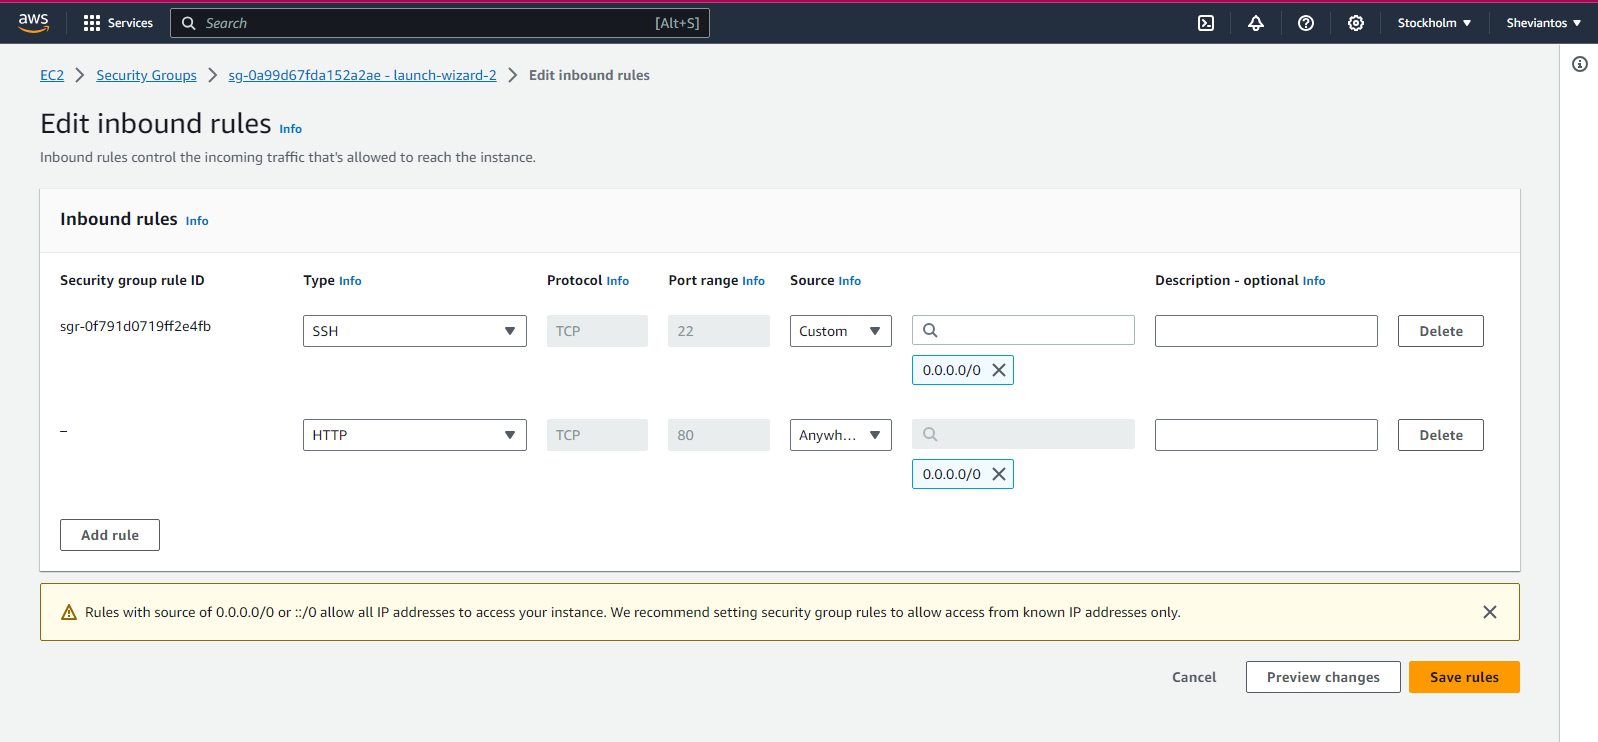 aws Services Search [Alt+S] Stockholm Sheviantos
EC2 Security Groups sg-0a99d67fda152a2ae - launch-wizard-2 Edit inbound rules
Edit inbound rules Info
Inbound rules control the incoming traffic that's allowed to reach the instance.
Inbound rules Info
Security group rule ID Type Info Protocol Info Port range Info Source Info Description - optional Info
sgr-0f791d0719ff2e4fb SSH TCP 22 Custom Delete
0.0.0.0/0
– HTTP TCP 80 Anywh... Delete
0.0.0.0/0
Add rule
Rules with source of 0.0.0.0/0 or ::/0 allow all IP addresses to access your instance. We recommend setting security group rules to allow access from known IP addresses only.
Cancel Preview changes Save rules